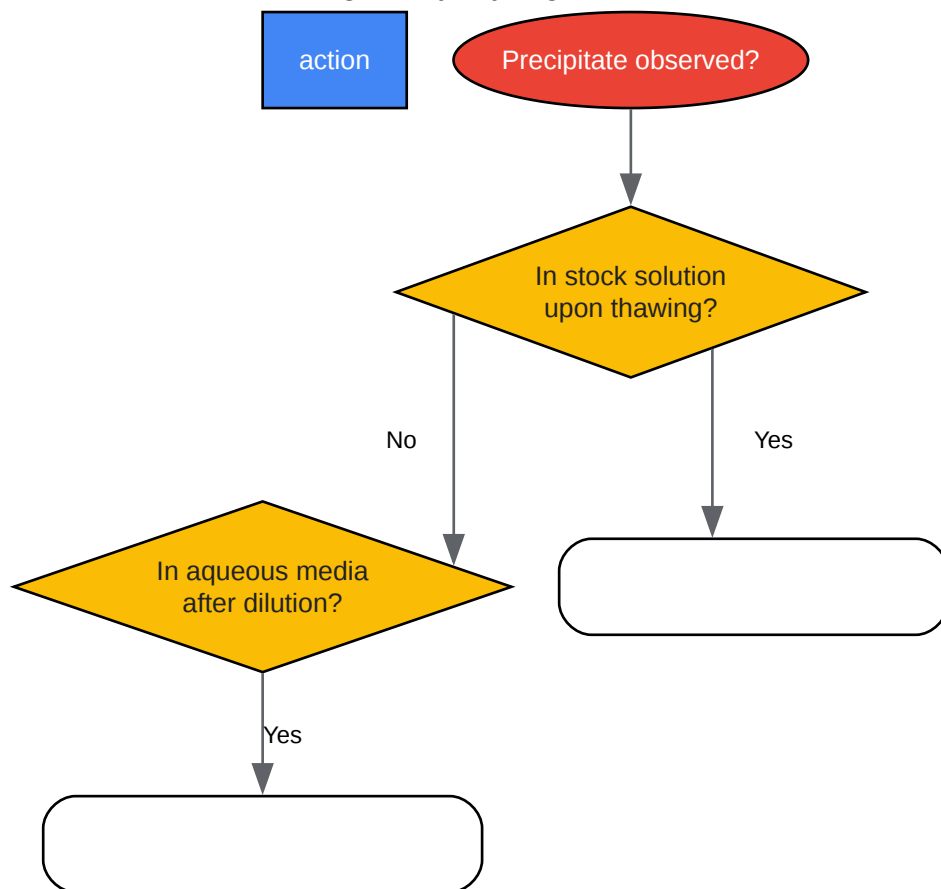 action
Precipitate observed?
In stock solution
upon thawing?
No
Yes
In aqueous media
after dilution?
Yes